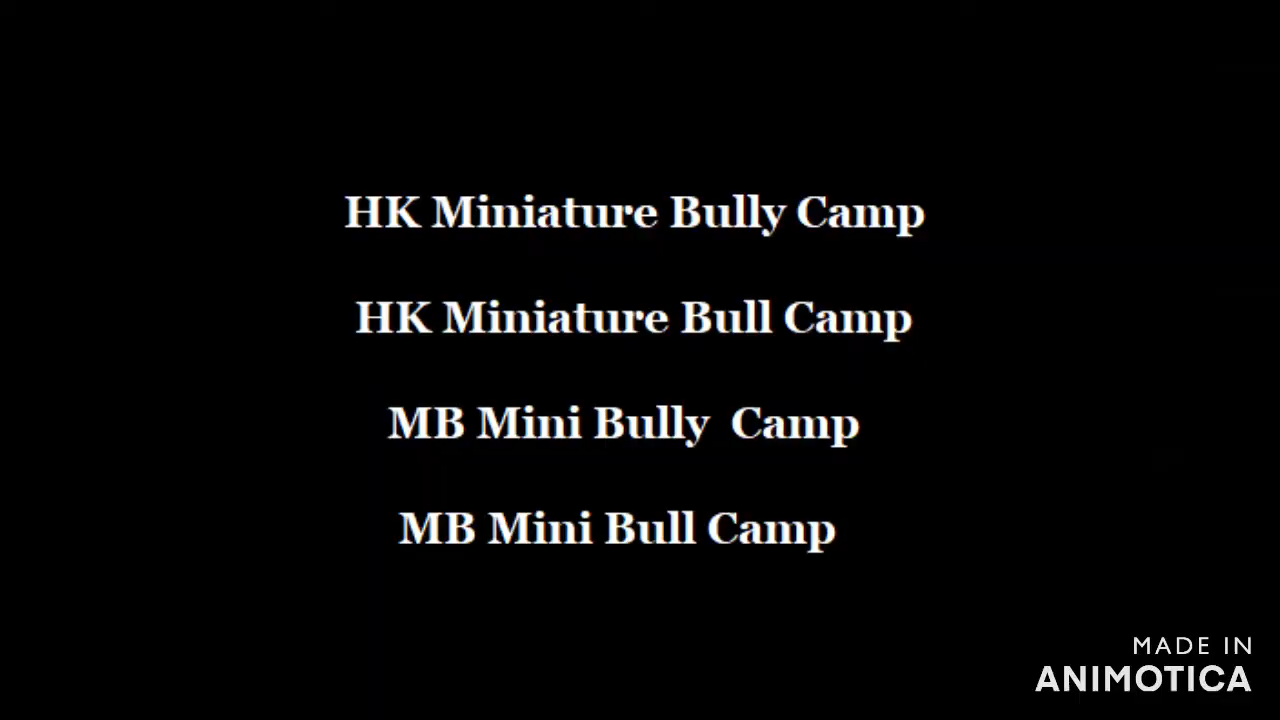 HK Miniature Bully Camp
HK Miniature Bull Camp
MB Mini Bully  Camp
MB Mini Bull Camp
MADE IN
ANIMOTICA